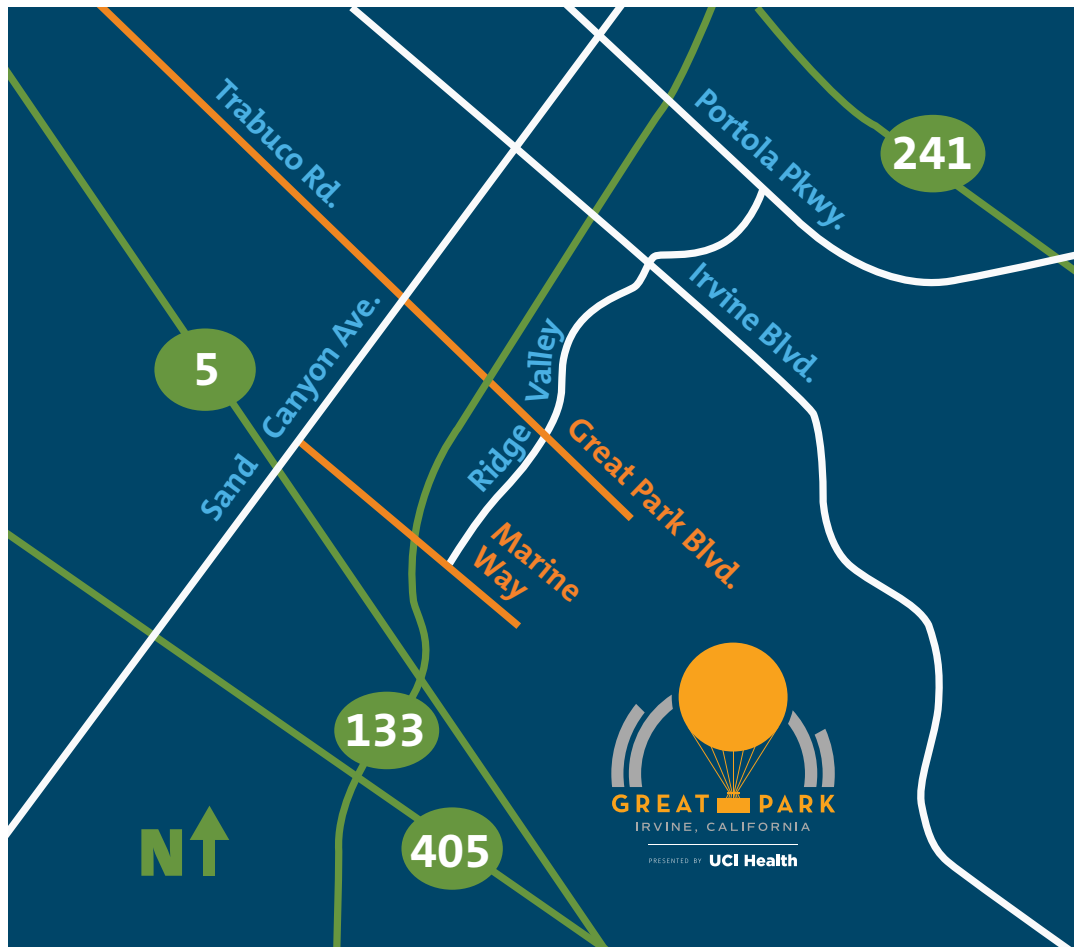 Trabuco Rd.
Portola Pkwy.
241
Irvine Blvd.
Sand Canyon Ave.
5
Ridge Valley
Great Park Blvd.
Marine
Way
133
405
N
GREAT PARK
IRVINE, CALIFORNIA
PRESENTED BY UCI Health